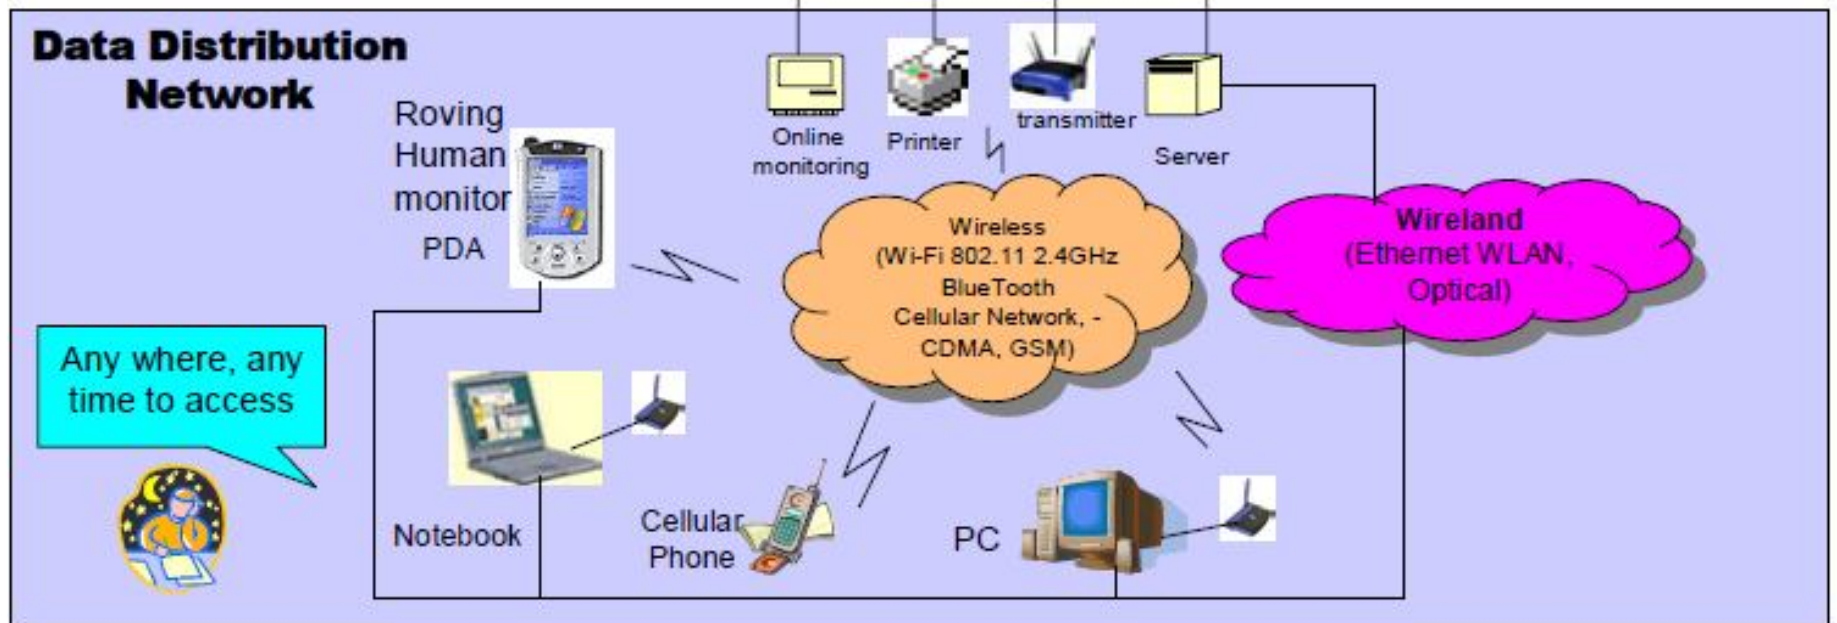 Data Distribution
Network
Roving
Human
monitor
PDA
Online
monitoring
Printer
transmitter
Server
Wireless
(Wi-Fi 802.11 2.4GHz
BlueTooth
Cellular Network, -
CDMA, GSM)
Wireland
(Ethernet WLAN,
Optical)
Any where, any
time to access
Notebook
Cellular
Phone
PC